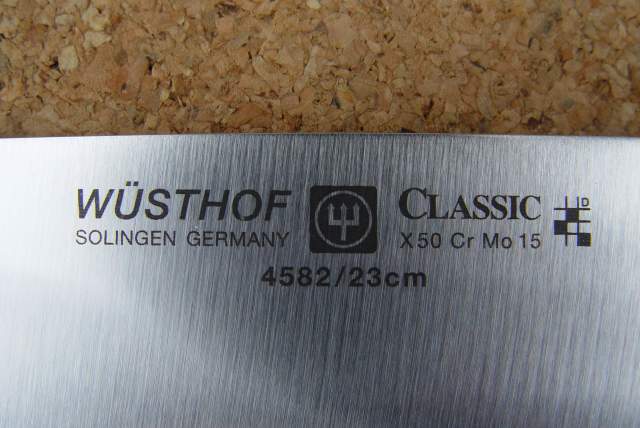 WÜSTHOF
SOLINGEN GERMANY
CLASSIC
X50 Cr Mo 15
D
4582/23cm